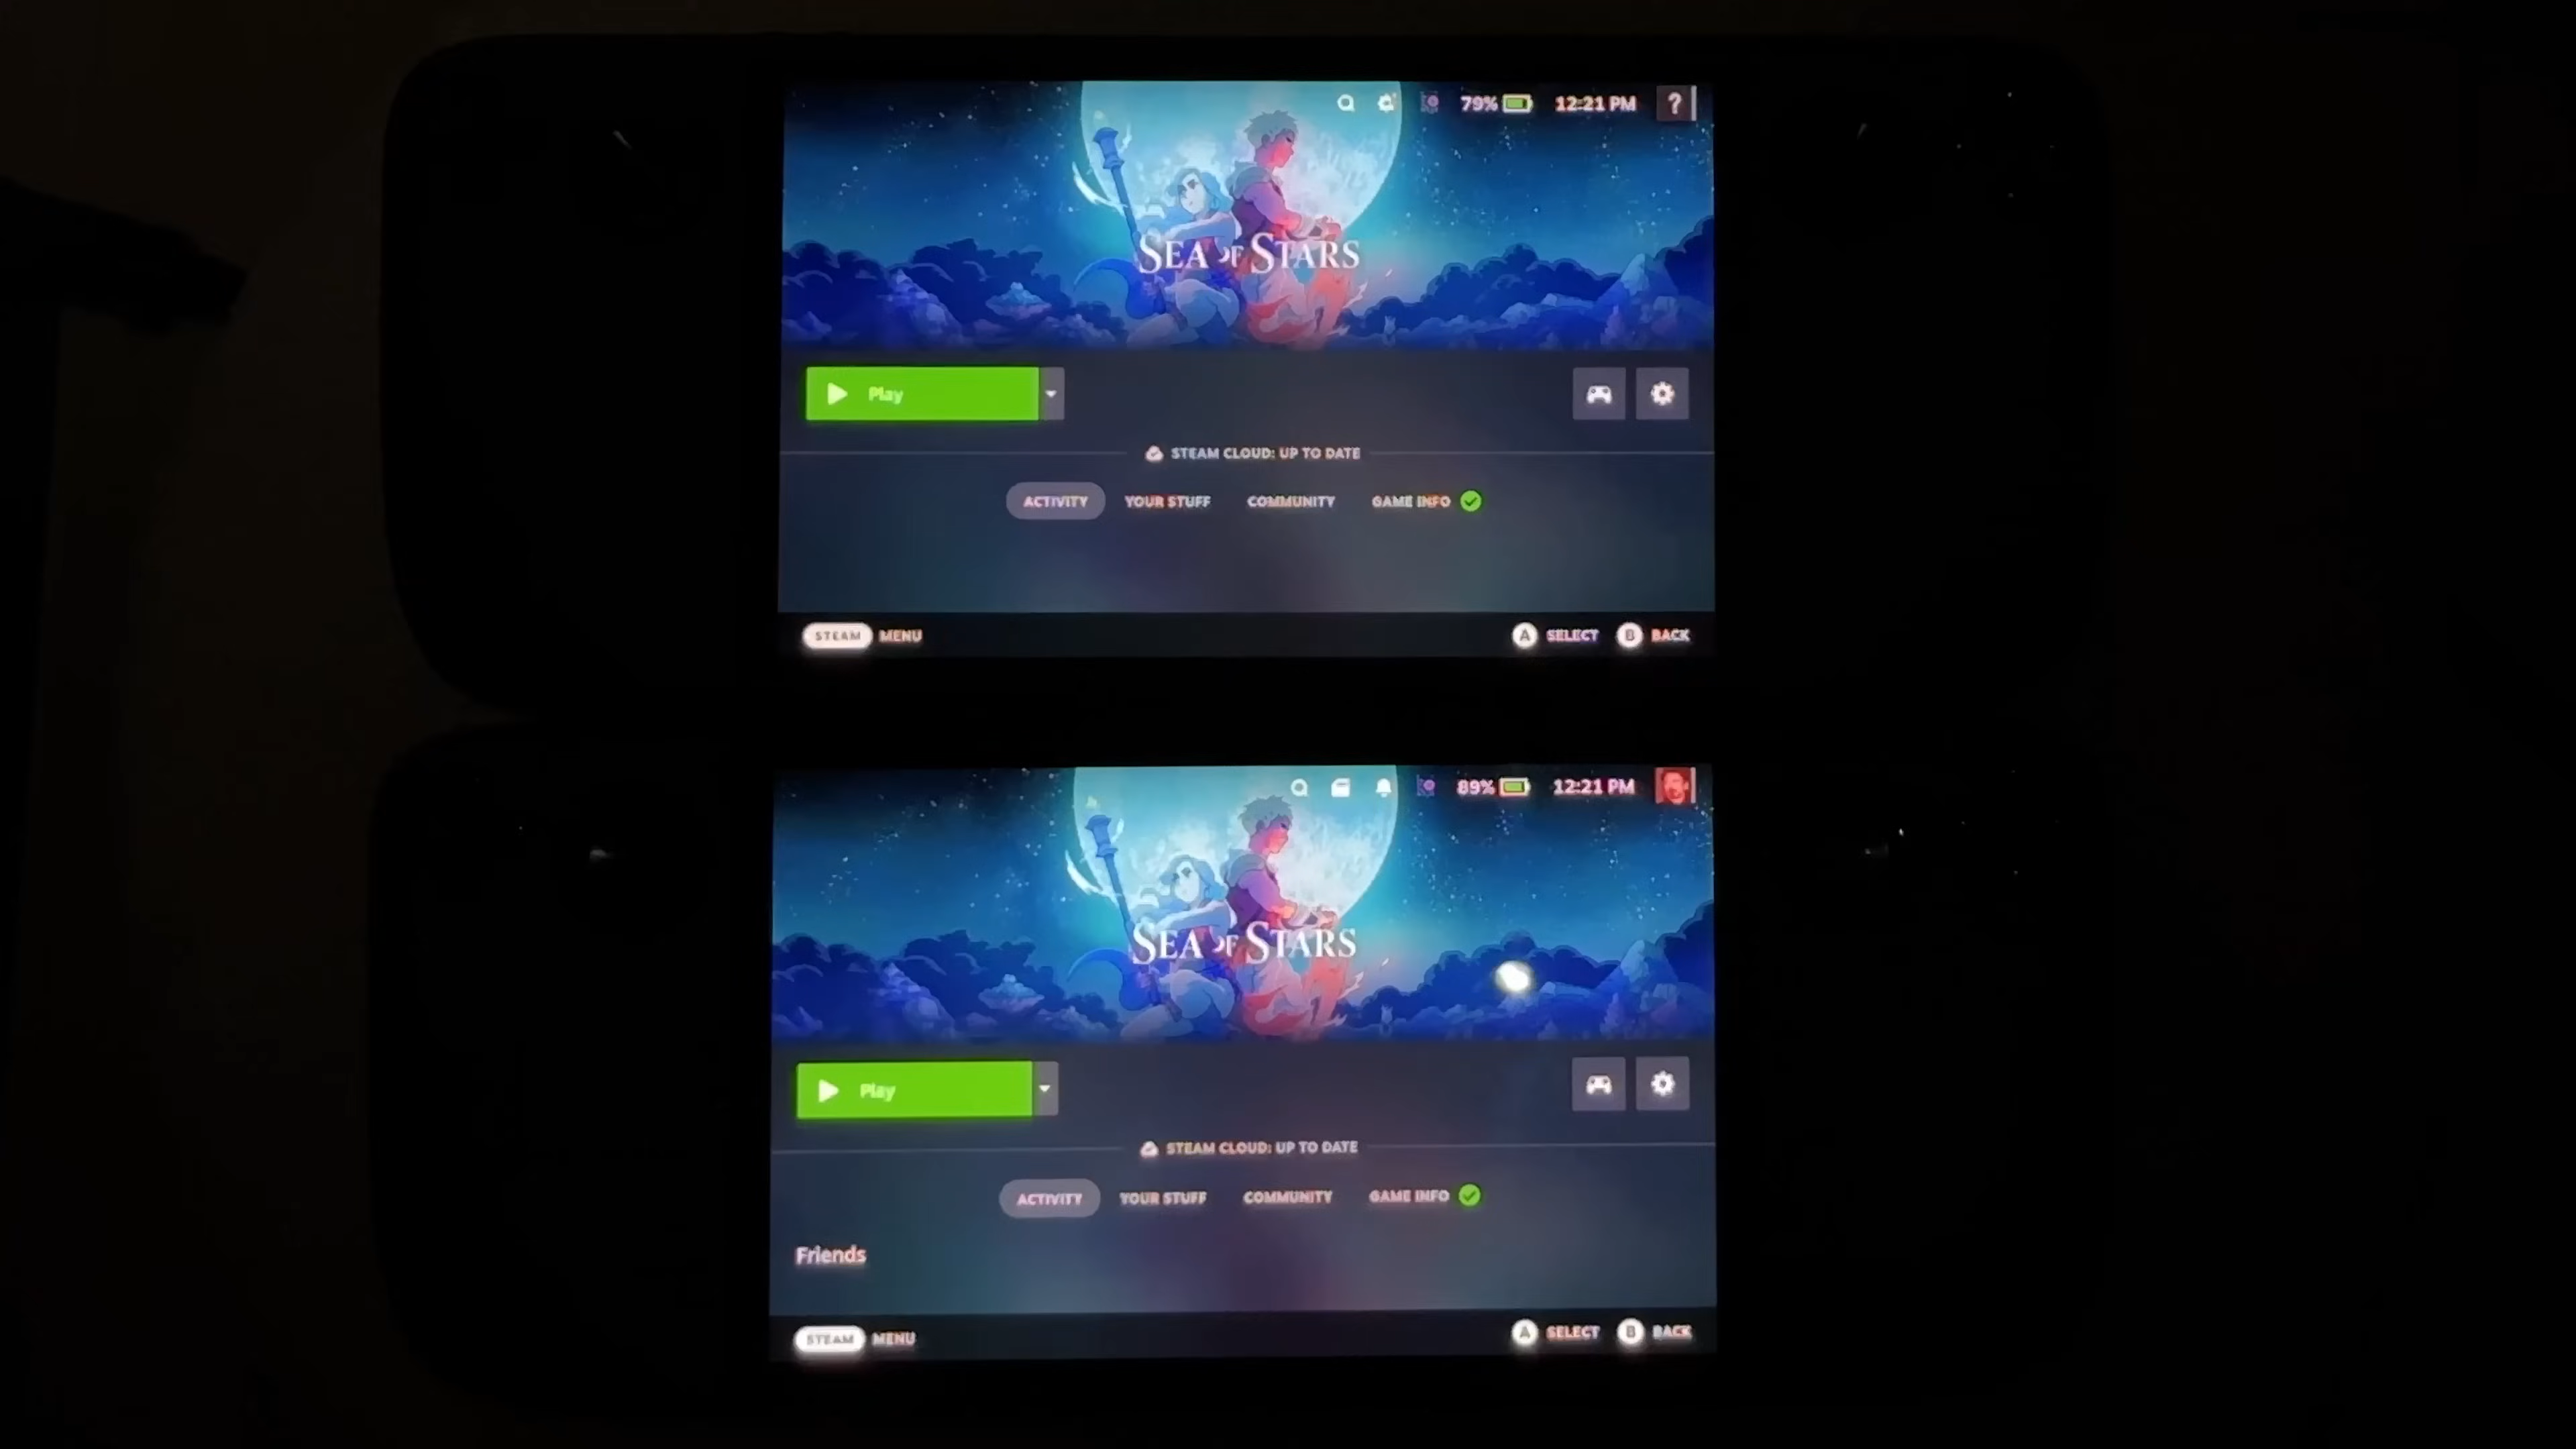 79% 12:21 PM ?
SEA OF STARS
Play
STEAM CLOUD: UP TO DATE
ACTIVITY YOUR STUFF COMMUNITY GAME INFO
STEAM MENU A SELECT B BACK
89% 12:21 PM
SEA OF STARS
Play
STEAM CLOUD: UP TO DATE
ACTIVITY YOUR STUFF COMMUNITY GAME INFO
Friends
STEAM MENU A SELECT B BACK